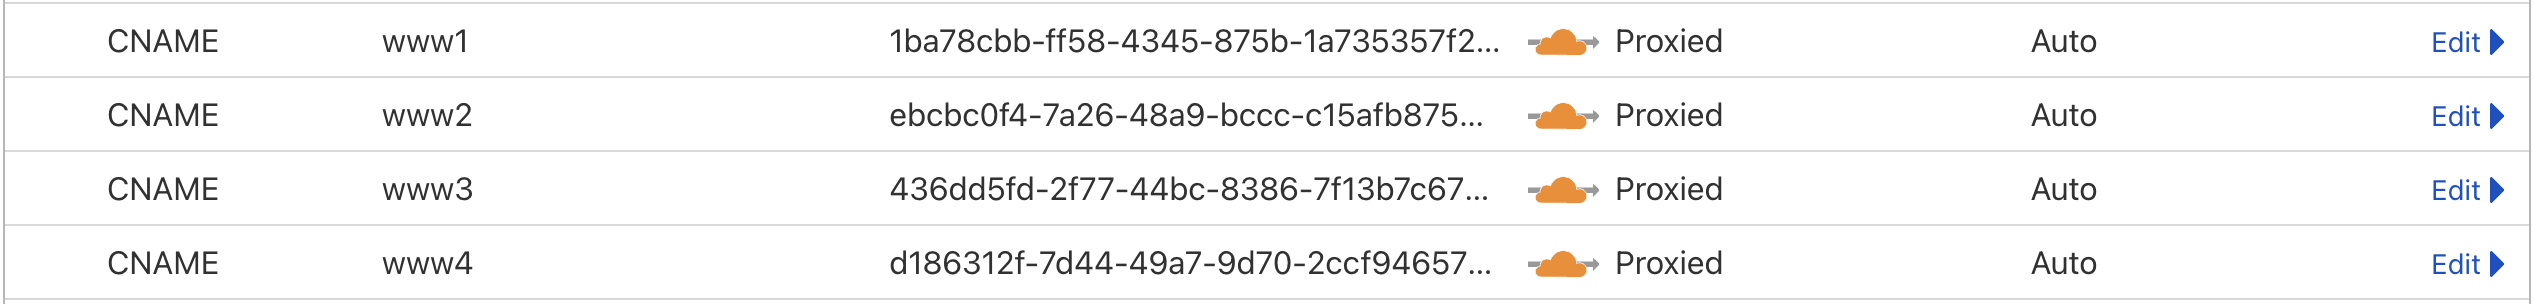 CNAME www1 1ba78cbb-ff58-4345-875b-1a735357f2... Proxied Auto Edit
CNAME www2 ebcbc0f4-7a26-48a9-bccc-c15afb875... Proxied Auto Edit
CNAME www3 436dd5fd-2f77-44bc-8386-7f13b7c67... Proxied Auto Edit
CNAME www4 d186312f-7d44-49a7-9d70-2ccf94657... Proxied Auto Edit